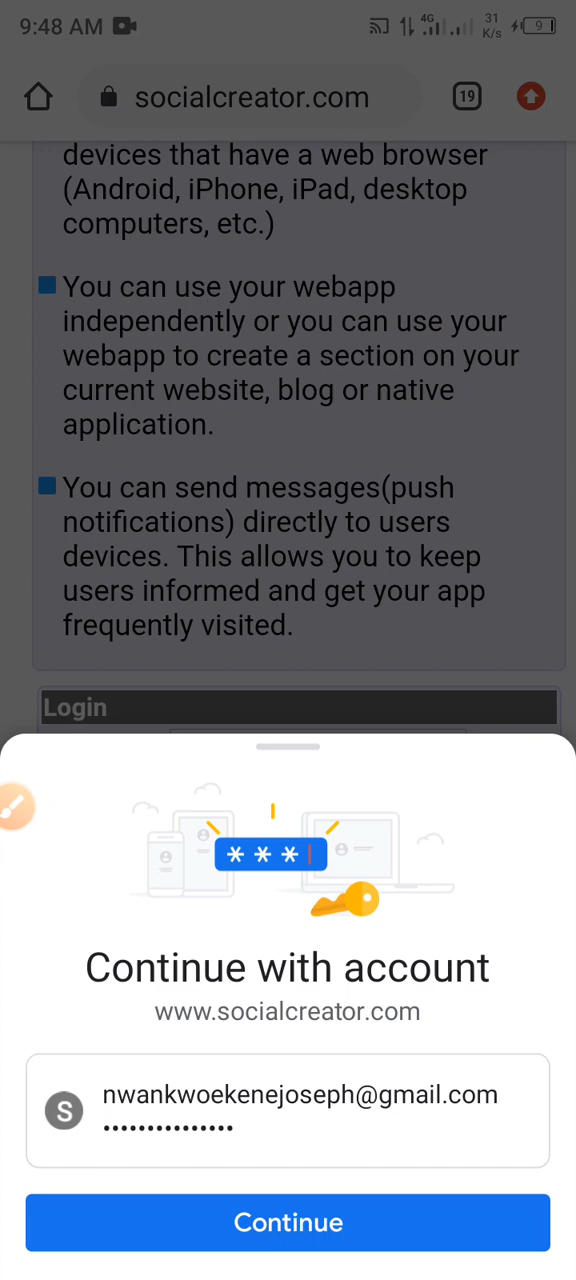 9:48 AM 4G 31 K/s 9
socialcreator.com 19
devices that have a web browser
(Android, iPhone, iPad, desktop
computers, etc.)
You can use your webapp
independently or you can use your
webapp to create a section on your
current website, blog or native
application.
You can send messages(push
notifications) directly to users
devices. This allows you to keep
users informed and get your app
frequently visited.
Login
***
Continue with account
www.socialcreator.com
S
nwankwoekenejoseph@gmail.com
•••••••••••••••
Continue